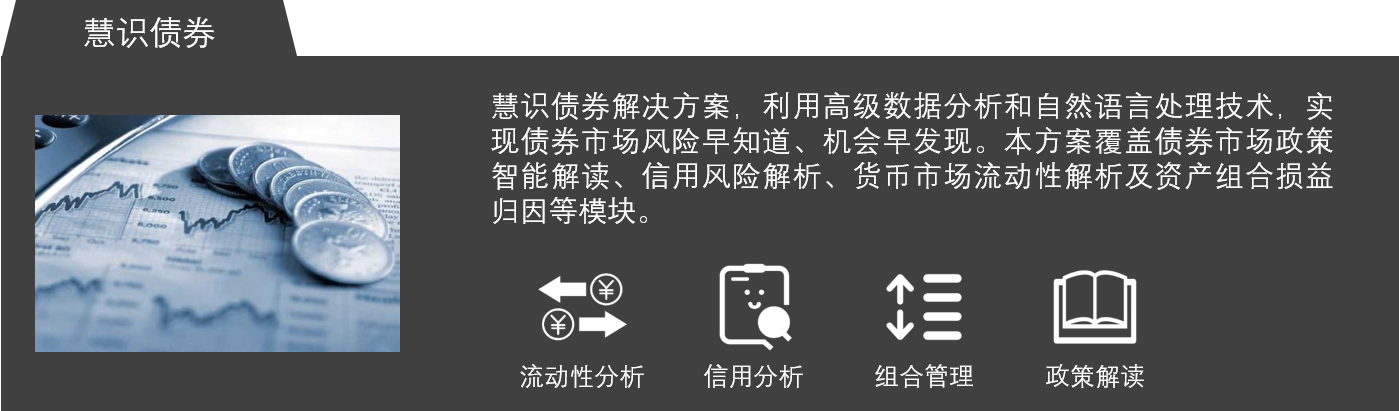 慧识债券
慧识债券解决方案，利用高级数据分析和自然语言处理技术，实
现债券市场风险早知道、机会早发现。本方案覆盖债券市场政策
智能解读、信用风险解析、货币市场流动性解析及资产组合损益
归因等模块。
流动性分析
信用分析
组合管理
政策解读